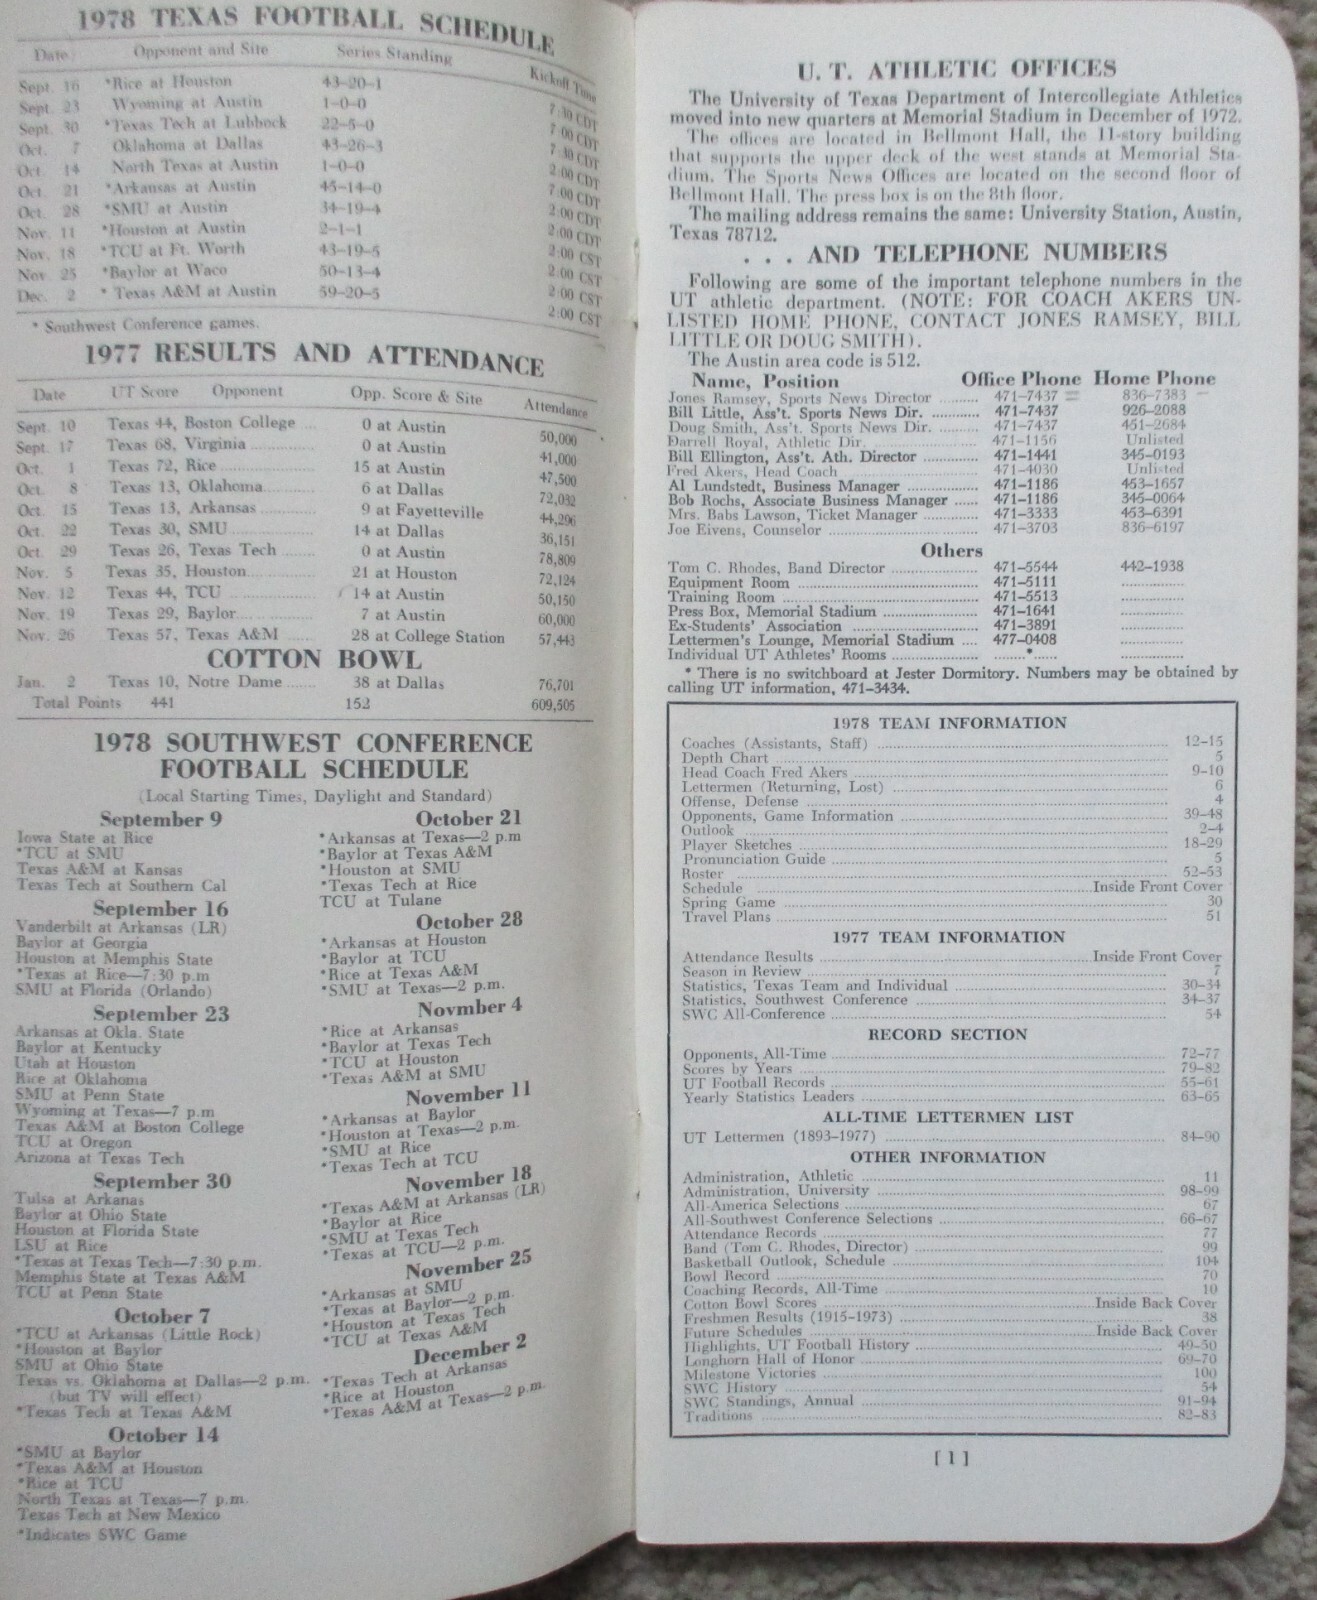 1978 TEXAS FOOTBALL SCHEDULE
Date Opponent and Site Series Standing Kickoff Time
Sept. 16 *Rice at Houston 43-20-1 7:30 CDT
Sept. 23 Wyoming at Austin 1-0-0 7:00 CDT
Sept. 30 *Texas Tech at Lubbock 22-5-0 7:30 CDT
Oct. 7 Oklahoma at Dallas 43-26-3 2:00 CDT
Oct. 14 North Texas at Austin 1-0-0 7:00 CDT
Oct. 21 *Arkansas at Austin 45-14-0 2:00 CDT
Oct. 28 *SMU at Austin 34-19-4 2:00 CDT
Nov. 11 *Houston at Austin 2-1-1 2:00 CST
Nov. 18 *TCU at Ft. Worth 43-19-5 2:00 CST
Nov. 25 *Baylor at Waco 50-13-4 2:00 CST
Dec. 2 * Texas A&M at Austin 59-20-5 2:00 CST
* Southwest Conference games.
1977 RESULTS AND ATTENDANCE
Date UT Score Opponent Opp. Score & Site Attendance
Sept. 10 Texas 44, Boston College ... 0 at Austin 50,000
Sept. 17 Texas 68, Virginia ............ 0 at Austin 41,000
Oct. 1 Texas 72, Rice ............ 15 at Austin 47,500
Oct. 8 Texas 13, Oklahoma............ 6 at Dallas 72,032
Oct. 15 Texas 13, Arkansas............ 9 at Fayetteville 44,296
Oct. 22 Texas 30, SMU ............ 14 at Dallas 36,151
Oct. 29 Texas 26, Texas Tech ........ 0 at Austin 78,809
Nov. 5 Texas 35, Houston............ 21 at Houston 72,124
Nov. 12 Texas 44, TCU ............ 14 at Austin 50,150
Nov. 19 Texas 29, Baylor............ 7 at Austin 60,000
Nov. 26 Texas 57, Texas A&M ...... 28 at College Station 57,443
COTTON BOWL
Jan. 2 Texas 10, Notre Dame ....... 38 at Dallas 76,701
Total Points 441 152 609,505
1978 SOUTHWEST CONFERENCE
FOOTBALL SCHEDULE
(Local Starting Times, Daylight and Standard)
September 9
Iowa State at Rice
*TCU at SMU
Texas A&M at Kansas
Texas Tech at Southern Cal
September 16
Vanderbilt at Arkansas (LR)
Baylor at Georgia
Houston at Memphis State
*Texas at Rice—7:30 p.m
SMU at Florida (Orlando)
September 23
Arkansas at Okla. State
Baylor at Kentucky
Utah at Houston
Rice at Oklahoma
SMU at Penn State
Wyoming at Texas—7 p.m
Texas A&M at Boston College
TCU at Oregon
Arizona at Texas Tech
September 30
Tulsa at Arkanas
Baylor at Ohio State
Houston at Florida State
LSU at Rice
*Texas at Texas Tech—7:30 p.m.
Memphis State at Texas A&M
TCU at Penn State
October 7
*TCU at Arkansas (Little Rock)
*Houston at Baylor
SMU at Ohio State
Texas vs. Oklahoma at Dallas—2 p.m.
(but TV will effect)
*Texas Tech at Texas A&M
October 14
*SMU at Baylor
*Texas A&M at Houston
*Rice at TCU
North Texas at Texas—7 p.m.
Texas Tech at New Mexico
*Indicates SWC Game
October 21
*Arkansas at Texas—2 p.m
*Baylor at Texas A&M
*Houston at SMU
*Texas Tech at Rice
TCU at Tulane
October 28
*Arkansas at Houston
*Baylor at TCU
*Rice at Texas A&M
*SMU at Texas—2 p.m.
Novmber 4
*Rice at Arkansas
*Baylor at Texas Tech
*TCU at Houston
*Texas A&M at SMU
November 11
*Arkansas at Baylor
*Houston at Texas—2 p.m.
*SMU at Rice
*Texas Tech at TCU
November 18
*Texas A&M at Arkansas (LR)
*Baylor at Rice
*SMU at Texas Tech
*Texas at TCU—2 p.m.
November 25
*Arkansas at SMU
*Texas at Baylor—2 p.m.
*Houston at Texas Tech
*TCU at Texas A&M
December 2
*Texas Tech at Arkansas
*Rice at Houston
*Texas A&M at Texas—2 p.m.
U. T. ATHLETIC OFFICES
The University of Texas Department of Intercollegiate Athletics
moved into new quarters at Memorial Stadium in December of 1972.
The offices are located in Bellmont Hall, the 11-story building
that supports the upper deck of the west stands at Memorial Sta-
dium. The Sports News Offices are located on the second floor of
Bellmont Hall. The press box is on the 8th floor.
The mailing address remains the same: University Station, Austin,
Texas 78712.
. . . AND TELEPHONE NUMBERS
Following are some of the important telephone numbers in the
UT athletic department. (NOTE: FOR COACH AKERS UN-
LISTED HOME PHONE, CONTACT JONES RAMSEY, BILL
LITTLE OR DOUG SMITH).
The Austin area code is 512.
Name, Position Office Phone Home Phone
Jones Ramsey, Sports News Director ......... 471-7437 836-7383
Bill Little, Ass't. Sports News Dir. ............ 471-7437 926-2088
Doug Smith, Ass't. Sports News Dir. .......... 471-7437 451-2684
Darrell Royal, Athletic Dir. ............ 471-1156 Unlisted
Bill Ellington, Ass't. Ath. Director ............. 471-1441 345-0193
Fred Akers, Head Coach ............ 471-4030 Unlisted
Al Lundstedt, Business Manager ............ 471-1186 453-1657
Bob Rochs, Associate Business Manager ...... 471-1186 345-0064
Mrs. Babs Lawson, Ticket Manager ............. 471-3333 453-6391
Joe Eivens, Counselor ............ 471-3703 836-6197
Others
Tom C. Rhodes, Band Director ............ 471-5544 442-1938
Equipment Room ............ 471-5111 ...............
Training Room ............ 471-5513 ...............
Press Box, Memorial Stadium ............ 471-1641 ...............
Ex-Students' Association ............ 471-3891 ...............
Lettermen's Lounge, Memorial Stadium .... 477-0408 ...............
Individual UT Athletes' Rooms ............ ........*...... ...............
* There is no switchboard at Jester Dormitory. Numbers may be obtained by
calling UT information, 471-3434.
1978 TEAM INFORMATION
Coaches (Assistants, Staff) ............ 12-15
Depth Chart ............ 5
Head Coach Fred Akers ............ 9-10
Lettermen (Returning, Lost) ............ 6
Offense, Defense ............ 4
Opponents, Game Information ............ 39-48
Outlook ............ 2-4
Player Sketches ............ 18-29
Pronunciation Guide ............ 5
Roster ............ 52-53
Schedule ............ Inside Front Cover
Spring Game ............ 30
Travel Plans ............ 51
1977 TEAM INFORMATION
Attendance Results ............ Inside Front Cover
Season in Review ............ 7
Statistics, Texas Team and Individual ............ 30-34
Statistics, Southwest Conference ............ 34-37
SWC All-Conference ............ 54
RECORD SECTION
Opponents, All-Time ............ 72-77
Scores by Years ............ 79-82
UT Football Records ............ 55-61
Yearly Statistics Leaders ............ 63-65
ALL-TIME LETTERMEN LIST
UT Lettermen (1893-1977) ............ 84-90
OTHER INFORMATION
Administration, Athletic ............ 11
Administration, University ............ 98-99
All-America Selections ............ 67
All-Southwest Conference Selections ............ 66-67
Attendance Records ............ 77
Band (Tom C. Rhodes, Director) ............ 99
Basketball Outlook, Schedule ............ 104
Bowl Record ............ 70
Coaching Records, All-Time ............ 10
Cotton Bowl Scores ............ Inside Back Cover
Freshmen Results (1915-1973) ............ 38
Future Schedules ............ Inside Back Cover
Highlights, UT Football History ............ 49-50
Longhorn Hall of Honor ............ 69-70
Milestone Victories ............ 100
SWC History ............ 54
SWC Standings, Annual ............ 91-94
Traditions ............ 82-83
[ 1 ]